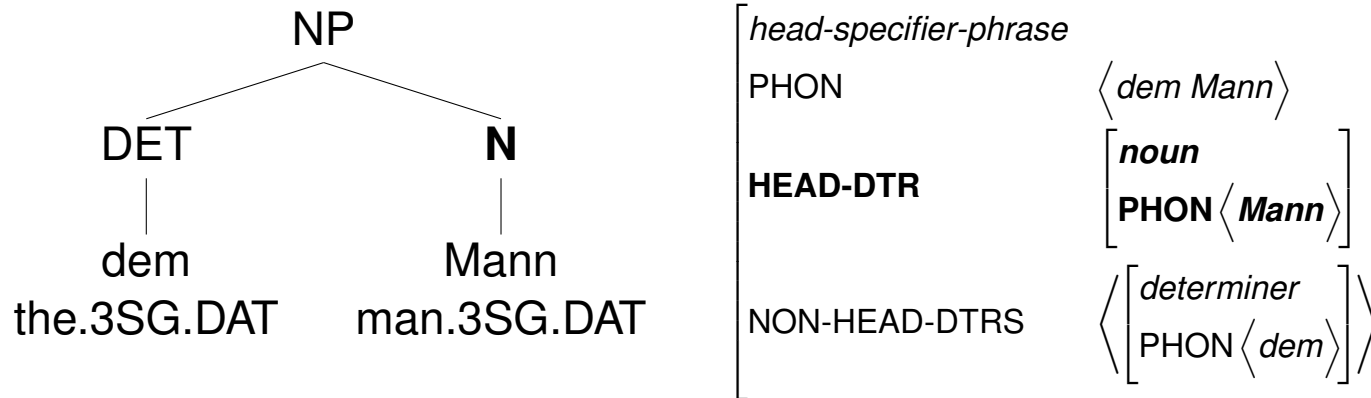 NP
DET N
dem Mann
the.3SG.DAT man.3SG.DAT
head-specifier-phrase
PHON ⟨dem Mann⟩
HEAD-DTR [noun
PHON ⟨Mann⟩]
NON-HEAD-DTRS ⟨[determiner
PHON ⟨dem⟩]⟩